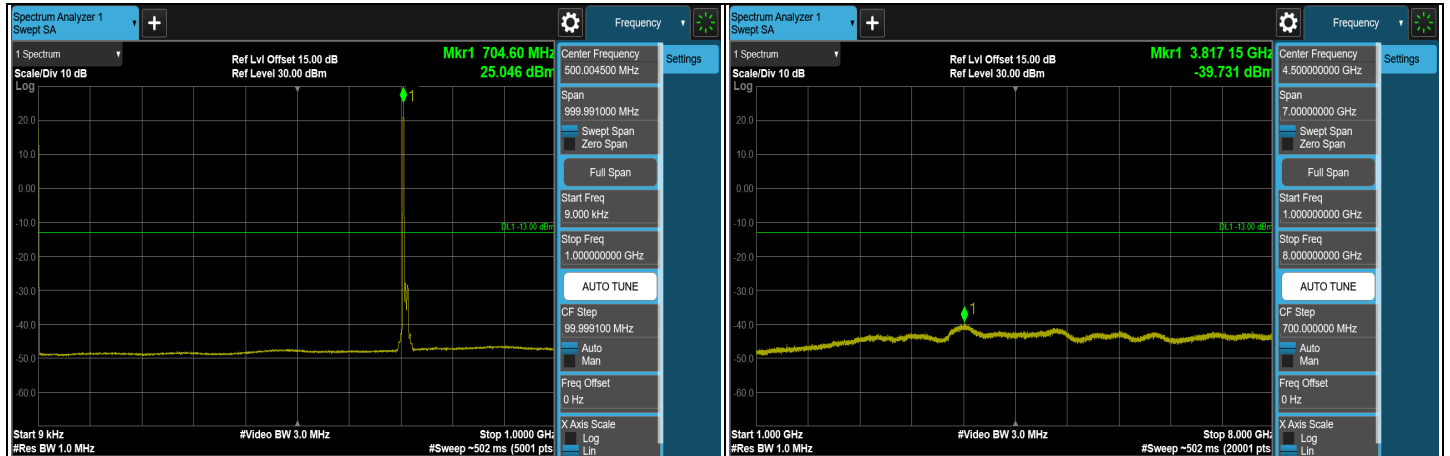 Spectrum Analyzer 1
Swept SA
+
Frequency
1 Spectrum
Ref Lvl Offset 15.00 dB
Ref Level 30.00 dBm
Mkr1 704.60 MHz
25.046 dBm
Scale/Div 10 dB
Log
1
20.0
10.0
0.00
-10.0
DL1 -13.00 dBm
-20.0
-30.0
-40.0
-50.0
-60.0
Start 9 kHz
#Video BW 3.0 MHz
Stop 1.0000 GHz
#Res BW 1.0 MHz
#Sweep ~502 ms (5001 pts
Center Frequency
500.004500 MHz
Settings
Span
999.991000 MHz
Swept Span
Zero Span
Full Span
Start Freq
9.000 kHz
Stop Freq
1.000000000 GHz
AUTO TUNE
CF Step
99.999100 MHz
Auto
Man
Freq Offset
0 Hz
X Axis Scale
Log
Lin
Spectrum Analyzer 1
Swept SA
+
Frequency
1 Spectrum
Ref Lvl Offset 15.00 dB
Ref Level 30.00 dBm
Mkr1 3.817 15 GHz
-39.731 dBm
Scale/Div 10 dB
Log
20.0
10.0
0.00
-10.0
DL1 -13.00 dBm
-20.0
-30.0
1
-40.0
-50.0
-60.0
Start 1.000 GHz
#Video BW 3.0 MHz
Stop 8.000 GHz
#Res BW 1.0 MHz
#Sweep ~502 ms (20001 pts
Center Frequency
4.500000000 GHz
Settings
Span
7.00000000 GHz
Swept Span
Zero Span
Full Span
Start Freq
1.000000000 GHz
Stop Freq
8.000000000 GHz
AUTO TUNE
CF Step
700.000000 MHz
Auto
Man
Freq Offset
0 Hz
X Axis Scale
Log
Lin